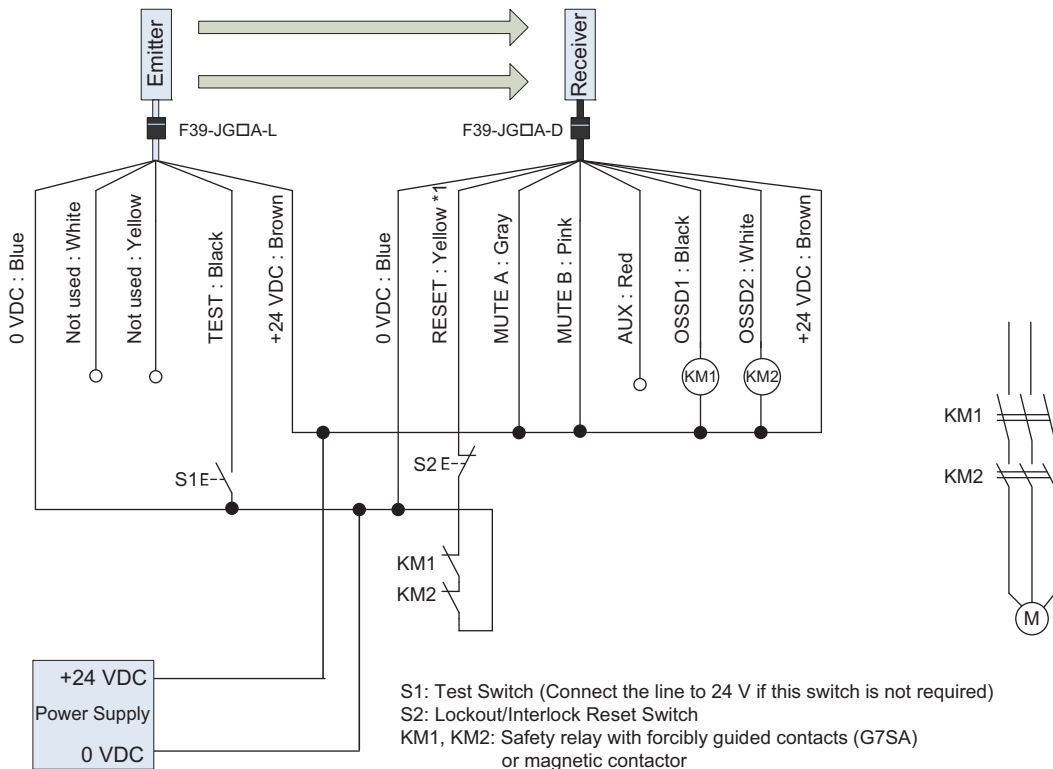 Emitter
Receiver
F39-JG□A-L
F39-JG□A-D
0 VDC : Blue
Not used : White
Not used : Yellow
TEST : Black
+24 VDC : Brown
0 VDC : Blue
RESET : Yellow *1
MUTE A : Gray
MUTE B : Pink
AUX : Red
OSSD1 : Black
OSSD2 : White
+24 VDC : Brown
KM1
KM2
KM1
KM2
S1
S2
KM1
KM2
M
+24 VDC
Power Supply
0 VDC
S1: Test Switch (Connect the line to 24 V if this switch is not required)
S2: Lockout/Interlock Reset Switch
KM1, KM2: Safety relay with forcibly guided contacts (G7SA)
or magnetic contactor